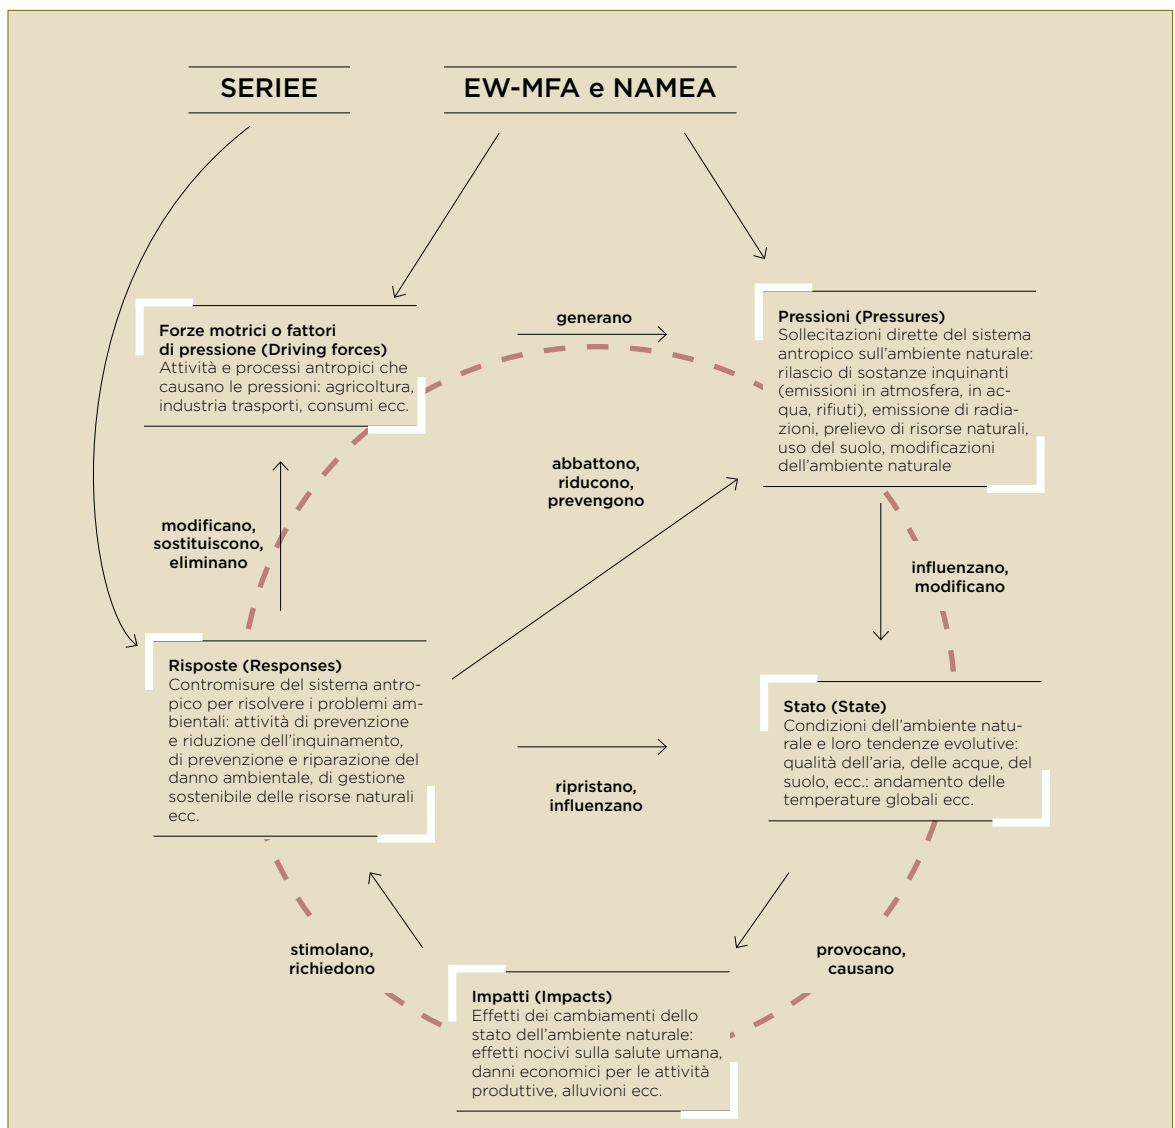 SERIEE
EW-MFA e NAMEA
Forze motrici o fattori
di pressione (Driving forces)
Attività e processi antropici che
causano le pressioni: agricoltura,
industria trasporti, consumi ecc.
generano
Pressioni (Pressures)
Sollecitazioni dirette del sistema
antropico sull’ambiente naturale:
rilascio di sostanze inquinanti
(emissioni in atmosfera, in ac-
qua, rifiuti), emissione di radia-
zioni, prelievo di risorse naturali,
uso del suolo, modificazioni
dell’ambiente naturale
abbattono,
riducono,
prevengono
modificano,
sostituiscono,
eliminano
influenzano,
modificano
Risposte (Responses)
Contromisure del sistema antro-
pico per risolvere i problemi am-
bientali: attività di prevenzione
e riduzione dell’inquinamento,
di prevenzione e riparazione del
danno ambientale, di gestione
sostenibile delle risorse naturali
ecc.
ripristano,
influenzano
Stato (State)
Condizioni dell’ambiente natu-
rale e loro tendenze evolutive:
qualità dell’aria, delle acque, del
suolo, ecc.: andamento delle
temperature globali ecc.
stimolano,
richiedono
provocano,
causano
Impatti (Impacts)
Effetti dei cambiamenti dello
stato dell’ambiente naturale:
effetti nocivi sulla salute umana,
danni economici per le attività
produttive, alluvioni ecc.